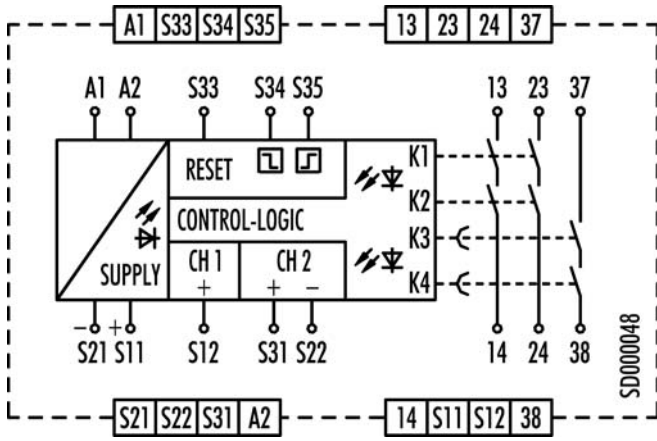 A1 S33 S34 S35 13 23 24 37
A1 A2 S33 S34 S35 13 23 37
RESET K1
K2
CONTROL-LOGIC
K3
CH 1 CH 2
SUPPLY + + − K4
− +
S21 S11 S12 S31 S22 14 24 38
SD000048
S21 S22 S31 A2 14 S11 S12 38